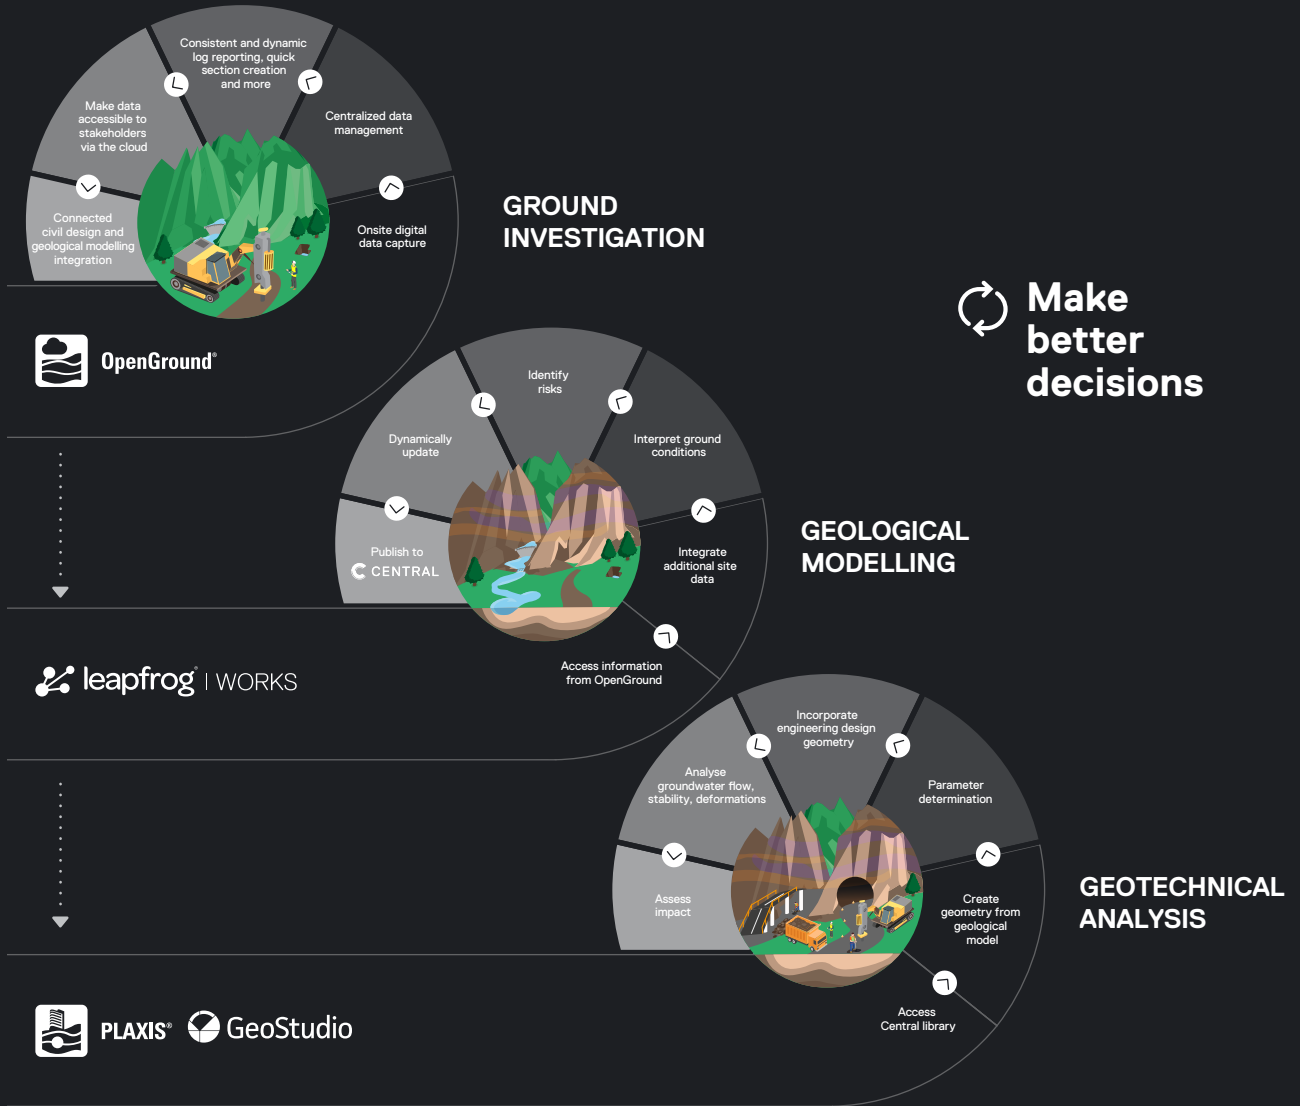 Consistent and dynamic
log reporting, quick
section creation
and more
Make data
accessible to
stakeholders
via the cloud
Centralized data
management
Connected
civil design and
geological modelling
integration
Onsite digital
data capture
GROUND
INVESTIGATION
OpenGround®
Make
better
decisions
Identify
risks
Dynamically
update
Interpret ground
conditions
Publish to
CENTRAL
Integrate
additional site
data
Access information
from OpenGround
GEOLOGICAL
MODELLING
leapfrog® | WORKS
Incorporate
engineering design
geometry
Analyse
groundwater flow,
stability, deformations
Parameter
determination
Assess
impact
Create
geometry from
geological
model
Access
Central library
GEOTECHNICAL
ANALYSIS
PLAXIS® GeoStudio